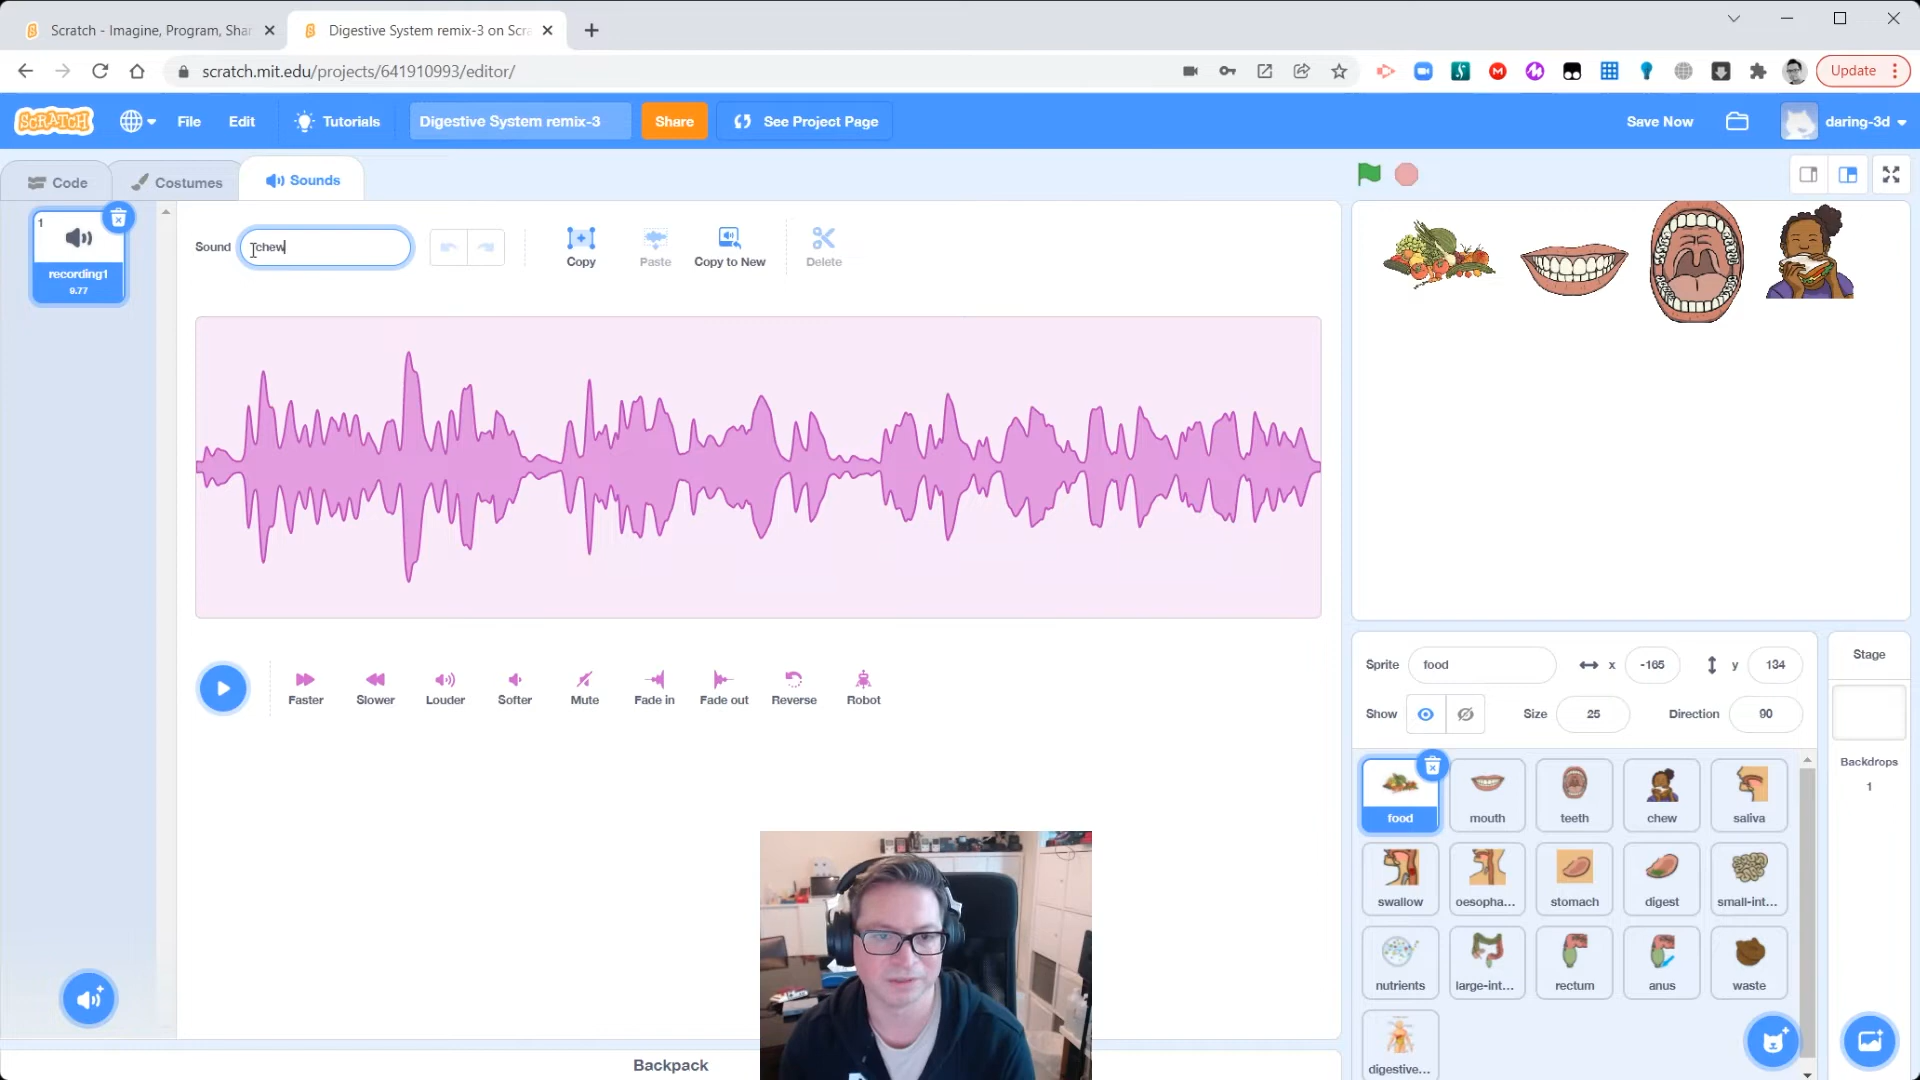 Scratch - Imagine, Program, Shar
Digestive System remix-3 on Scra
scratch.mit.edu/projects/641910993/editor/
Update
SCRATCH
File
Edit
Tutorials
Digestive System remix-3
Share
See Project Page
Save Now
daring-3d
Code
Costumes
Sounds
1
recording1
9.77
Sound
chew
Copy
Paste
Copy to New
Delete
Faster
Slower
Louder
Softer
Mute
Fade in
Fade out
Reverse
Robot
Sprite
food
x
-165
y
134
Show
Size
25
Direction
90
Stage
Backdrops
1
food
mouth
teeth
chew
saliva
swallow
oesopha...
stomach
digest
small-int...
nutrients
large-int...
rectum
anus
waste
digestive...
Backpack